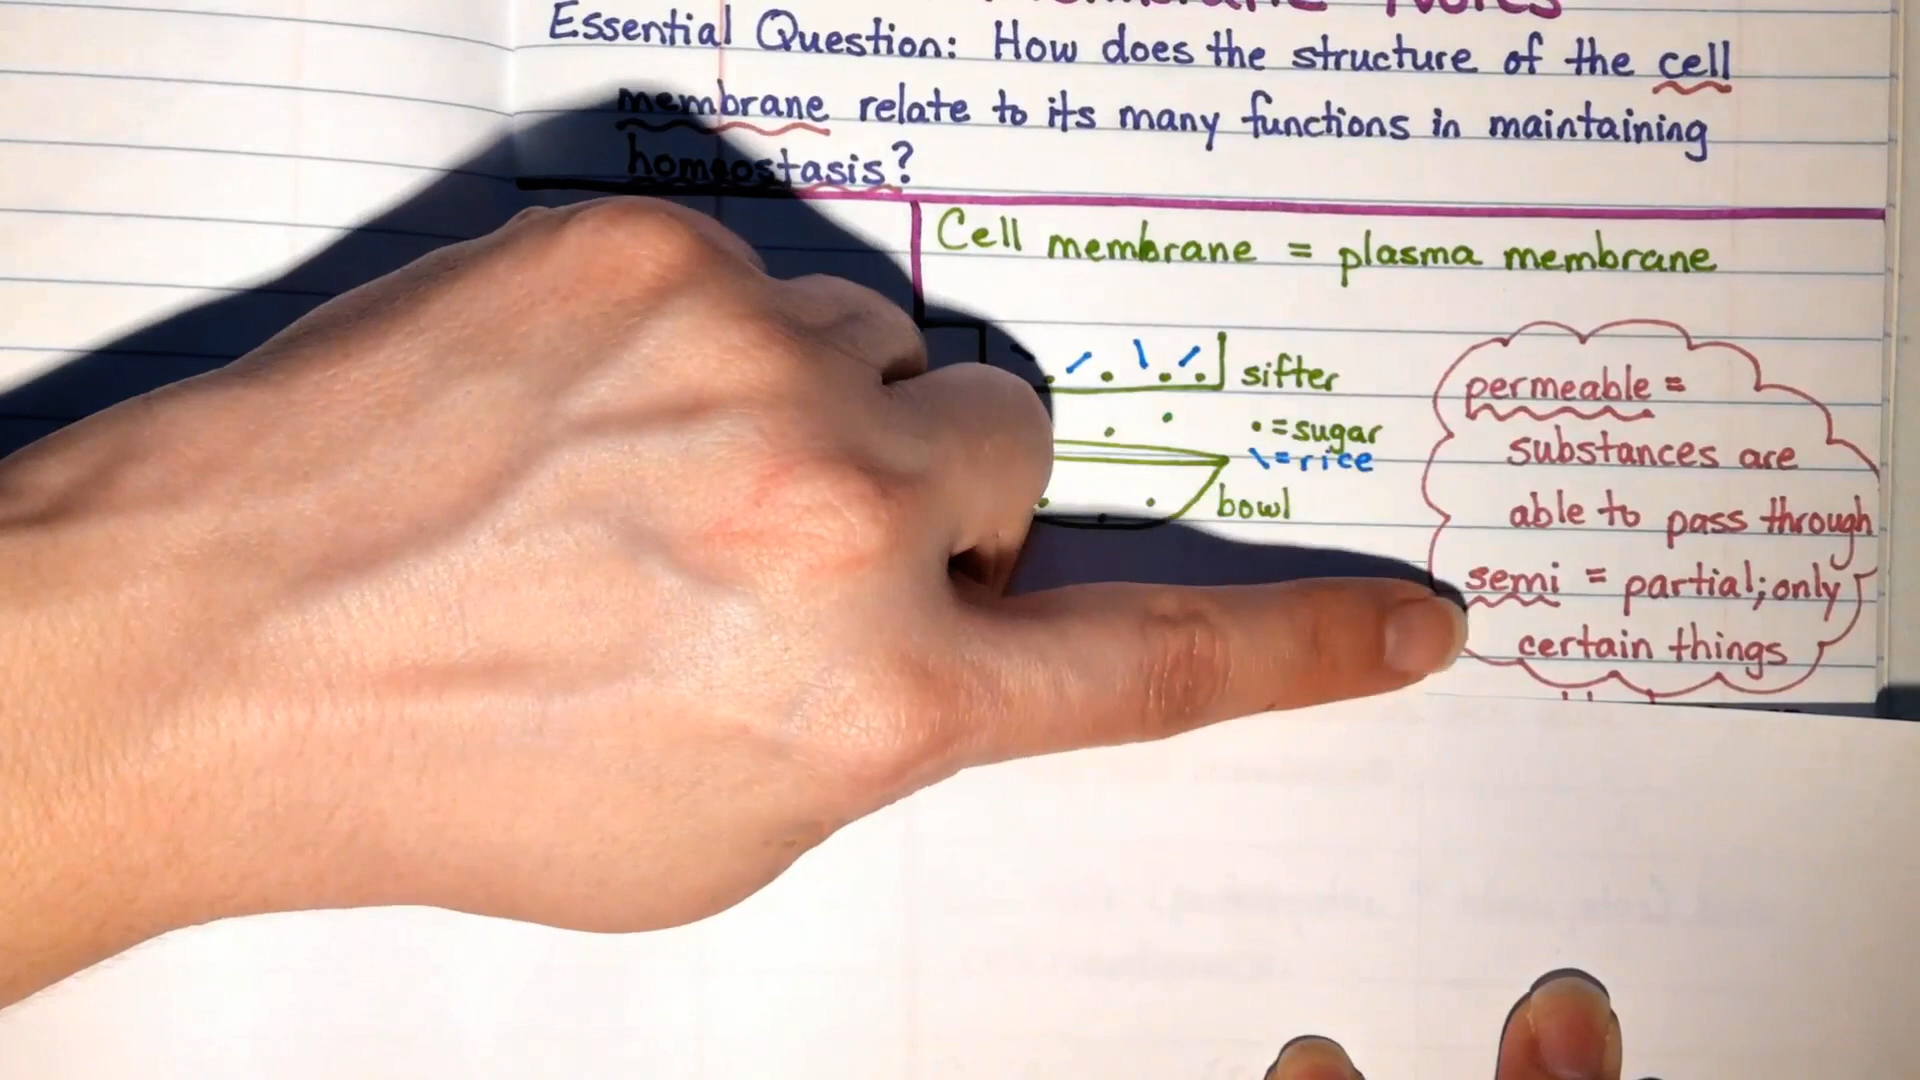 Essential Question: How does the structure of the cell
membrane relate to its many functions in maintaining
homeostasis?
Cell membrane = plasma membrane
sifter
• = sugar
\ = rice
bowl
permeable =
substances are
able to pass through
semi = partial; only
certain things